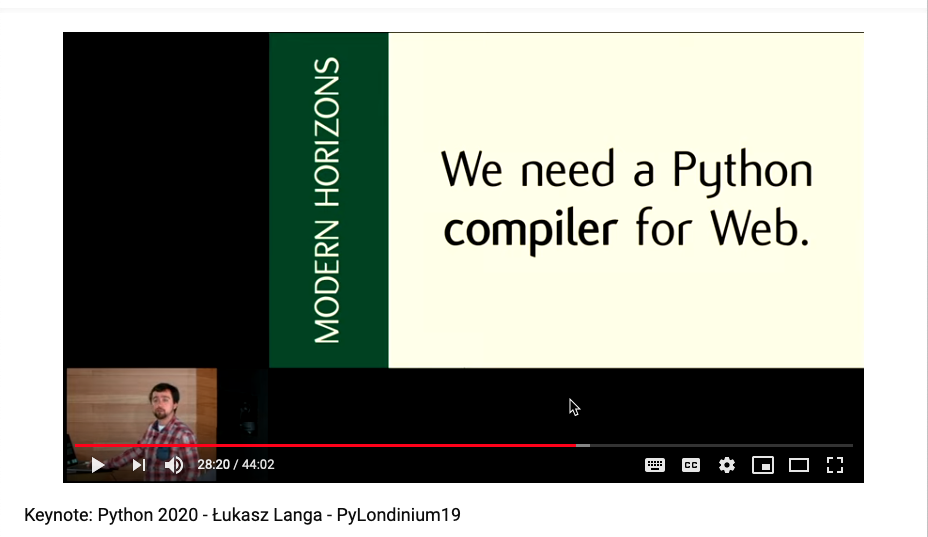 MODERN HORIZONS
We need a Python
compiler for Web.
28:20 / 44:02
CC
Keynote: Python 2020 - Łukasz Langa - PyLondinium19